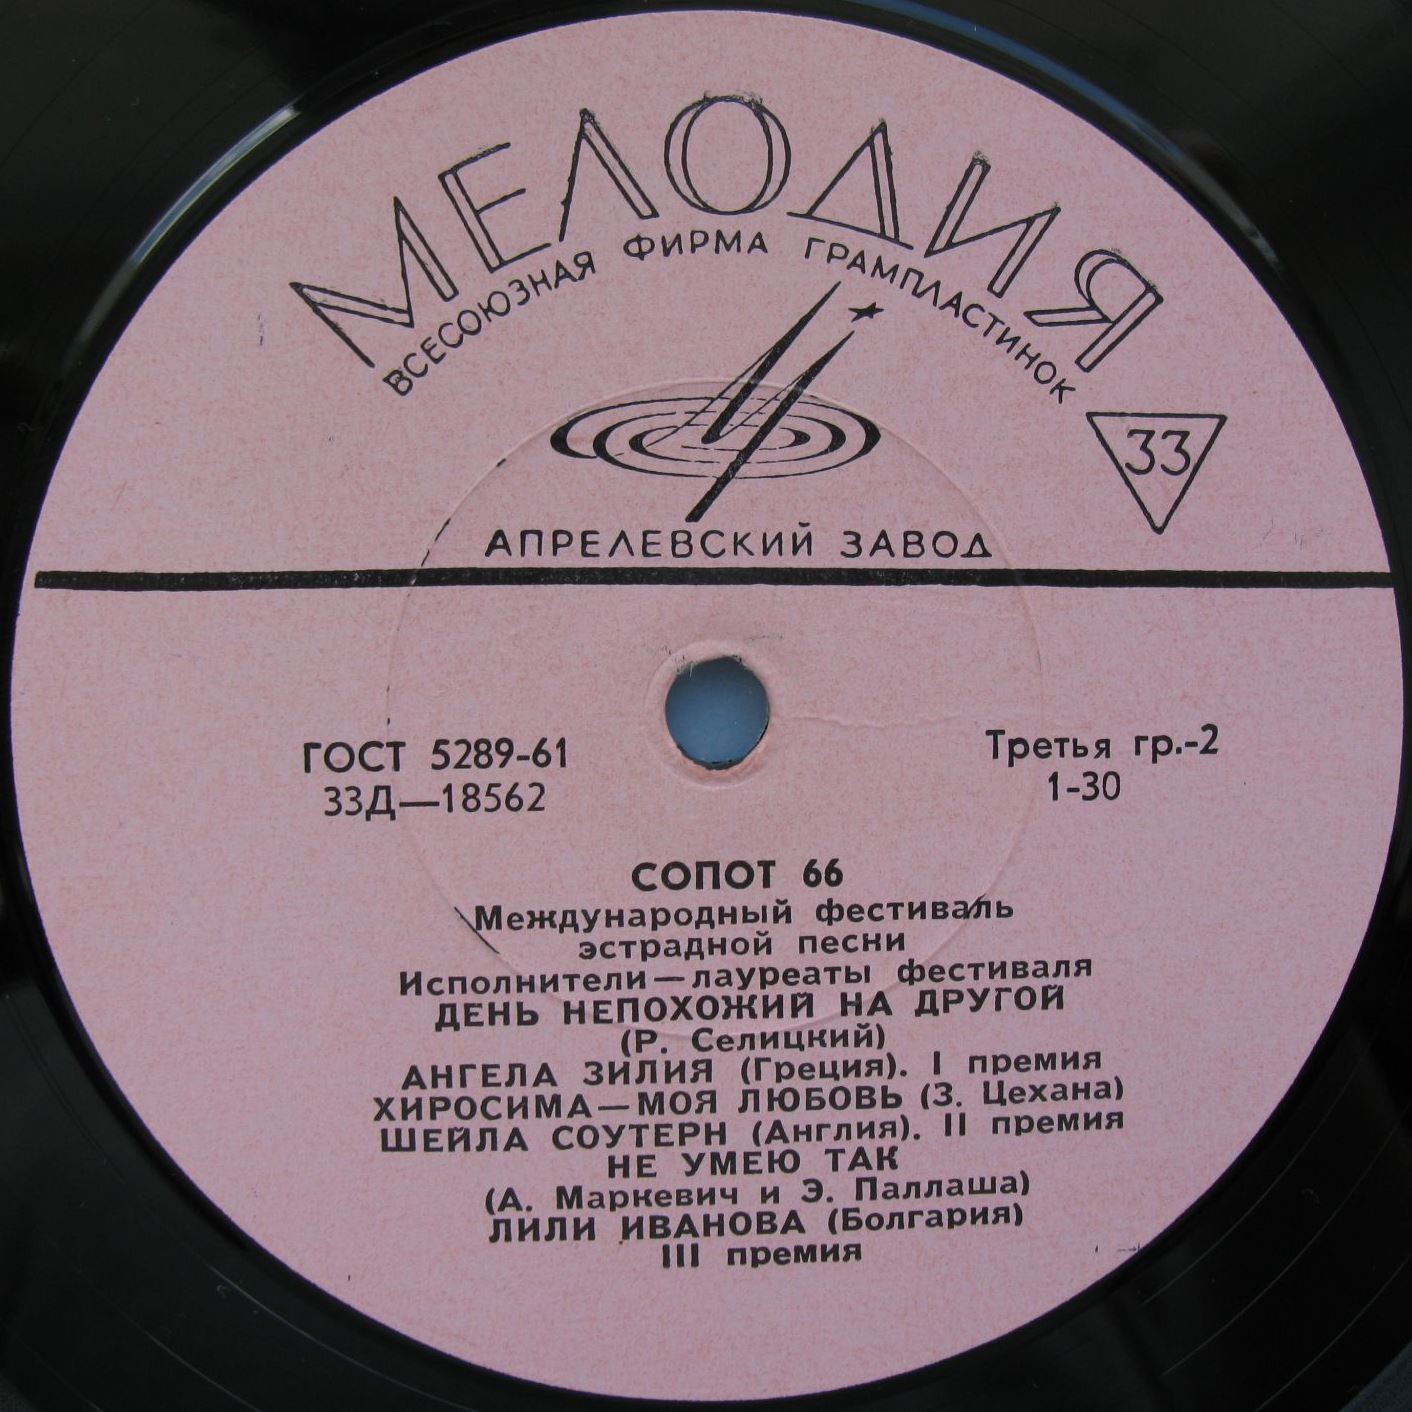 МЕЛОДИЯ
ВСЕСОЮЗНАЯ ФИРМА ГРАМПЛАСТИНОК
33
АПРЕЛЕВСКИЙ ЗАВОД
ГОСТ 5289-61
33Д—18562
Третья гр.-2
1-30
СОПОТ 66
Международный фестиваль
эстрадной песни
Исполнители—лауреаты фестиваля
ДЕНЬ НЕПОХОЖИЙ НА ДРУГОЙ
(Р. Селицкий)
АНГЕЛА ЗИЛИЯ (Греция). I премия
ХИРОСИМА—МОЯ ЛЮБОВЬ (З. Цехана)
ШЕЙЛА СОУТЕРН (Англия). II премия
НЕ УМЕЮ ТАК
(А. Маркевич и Э. Паллаша)
ЛИЛИ ИВАНОВА (Болгария)
III премия